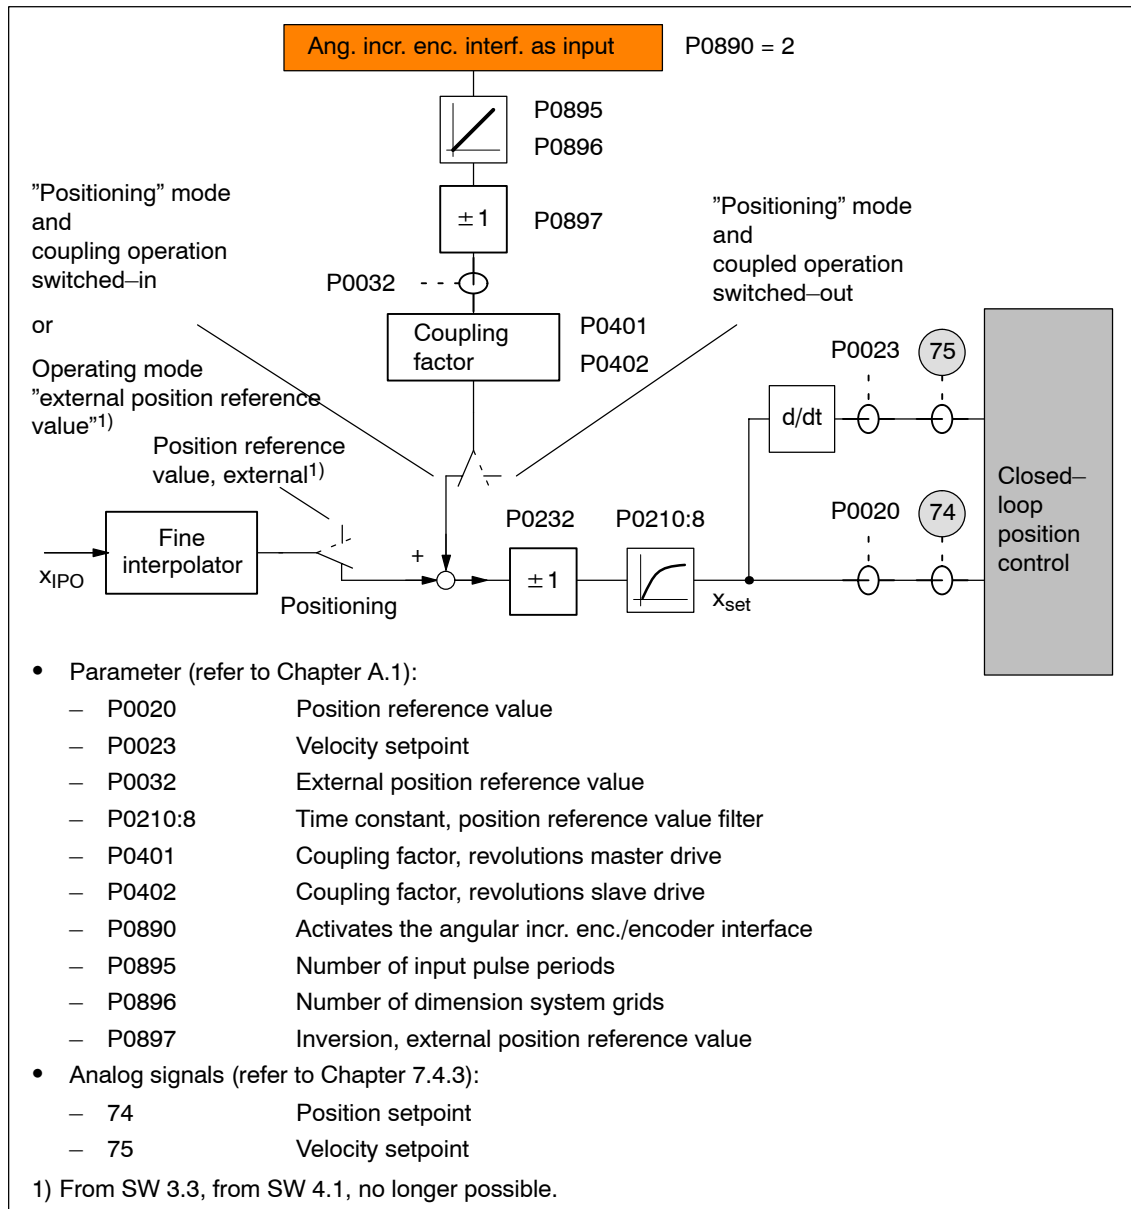 Ang. incr. enc. interf. as input
P0890 = 2
P0895
P0896
”Positioning” mode
and
coupling operation
switched–in
or
Operating mode
”external position reference
value”1)
± 1
P0897
”Positioning” mode
and
coupled operation
switched–out
P0032
Coupling
factor
P0401
P0402
P0023
75
d/dt
Position reference
value, external1)
Closed–
loop
position
control
P0020
74
P0232
P0210:8
Fine
interpolator
xIPO
+
± 1
xset
Positioning
• Parameter (refer to Chapter A.1):
– P0020 Position reference value
– P0023 Velocity setpoint
– P0032 External position reference value
– P0210:8 Time constant, position reference value filter
– P0401 Coupling factor, revolutions master drive
– P0402 Coupling factor, revolutions slave drive
– P0890 Activates the angular incr. enc./encoder interface
– P0895 Number of input pulse periods
– P0896 Number of dimension system grids
– P0897 Inversion, external position reference value
• Analog signals (refer to Chapter 7.4.3):
– 74 Position setpoint
– 75 Velocity setpoint
1) From SW 3.3, from SW 4.1, no longer possible.